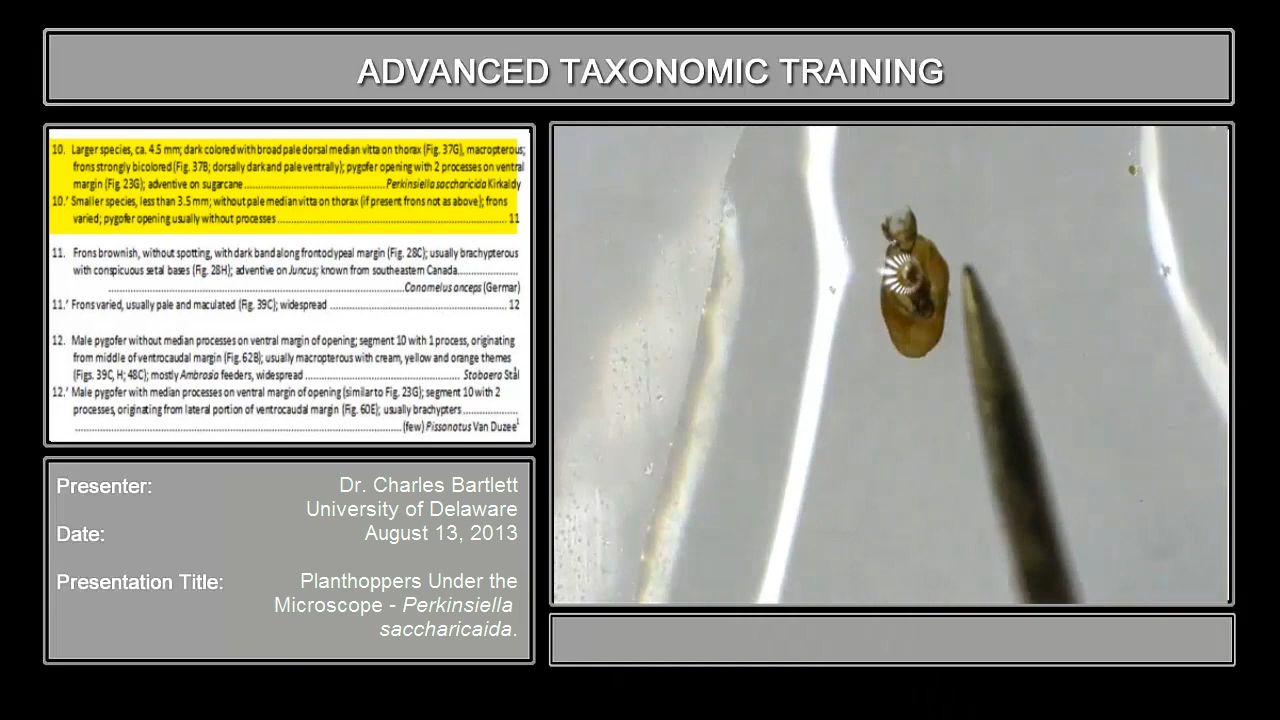 ADVANCED TAXONOMIC TRAINING
10. Larger species, ca. 4.5 mm; dark colored with broad pale dorsal median vitta on thorax (Fig. 37G), macropterous;
frons strongly bicolored (Fig. 37B; dorsally dark and pale ventrally); pygofer opening with 2 processes on ventral
margin (Fig. 23G); adventive on sugarcane ................................................Perkinsiella saccharicida Kirkaldy
10.' Smaller species, less than 3.5 mm; without pale median vitta on thorax (if present frons not as above); frons
varied; pygofer opening usually without processes ............................................................................... 11
11. Frons brownish, without spotting, with dark band along frontoclypeal margin (Fig. 28C); usually brachypterous
with conspicuous setal bases (Fig. 28H); adventive on Juncus; known from southeastern Canada.....................
....................................................................................................Conomelus anceps (Germar)
11.' Frons varied, usually pale and maculated (Fig. 39C); widespread ............................................................ 12
12. Male pygofer without median processes on ventral margin of opening; segment 10 with 1 process, originating
from middle of ventrocaudal margin (Fig. 62B); usually macropterous with cream, yellow and orange themes
(Figs. 39C, H; 48C); mostly Ambrosia feeders, widespread ..................................................... Stobaera Stål
12.' Male pygofer with median processes on ventral margin of opening (similar to Fig. 23G); segment 10 with 2
processes, originating from lateral portion of ventrocaudal margin (Fig. 60E); usually brachypters ...................
.....................................................................................................(few) Pissonotus Van Duzee¹
Presenter: Dr. Charles Bartlett
University of Delaware
Date: August 13, 2013
Presentation Title: Planthoppers Under the
Microscope - Perkinsiella
saccharicaida.